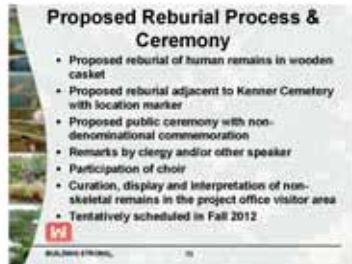 Proposed Reburial Process &
Ceremony
• Proposed reburial of human remains in wooden
casket
• Proposed reburial adjacent to Kenner Cemetery
with location marker
• Proposed public ceremony with non-
denominational commemoration
• Remarks by clergy and/or other speaker
• Participation of choir
• Curation, display and interpretation of non-
skeletal remains in the project office visitor area
• Tentatively scheduled in Fall 2012
BUILDING STRONG®